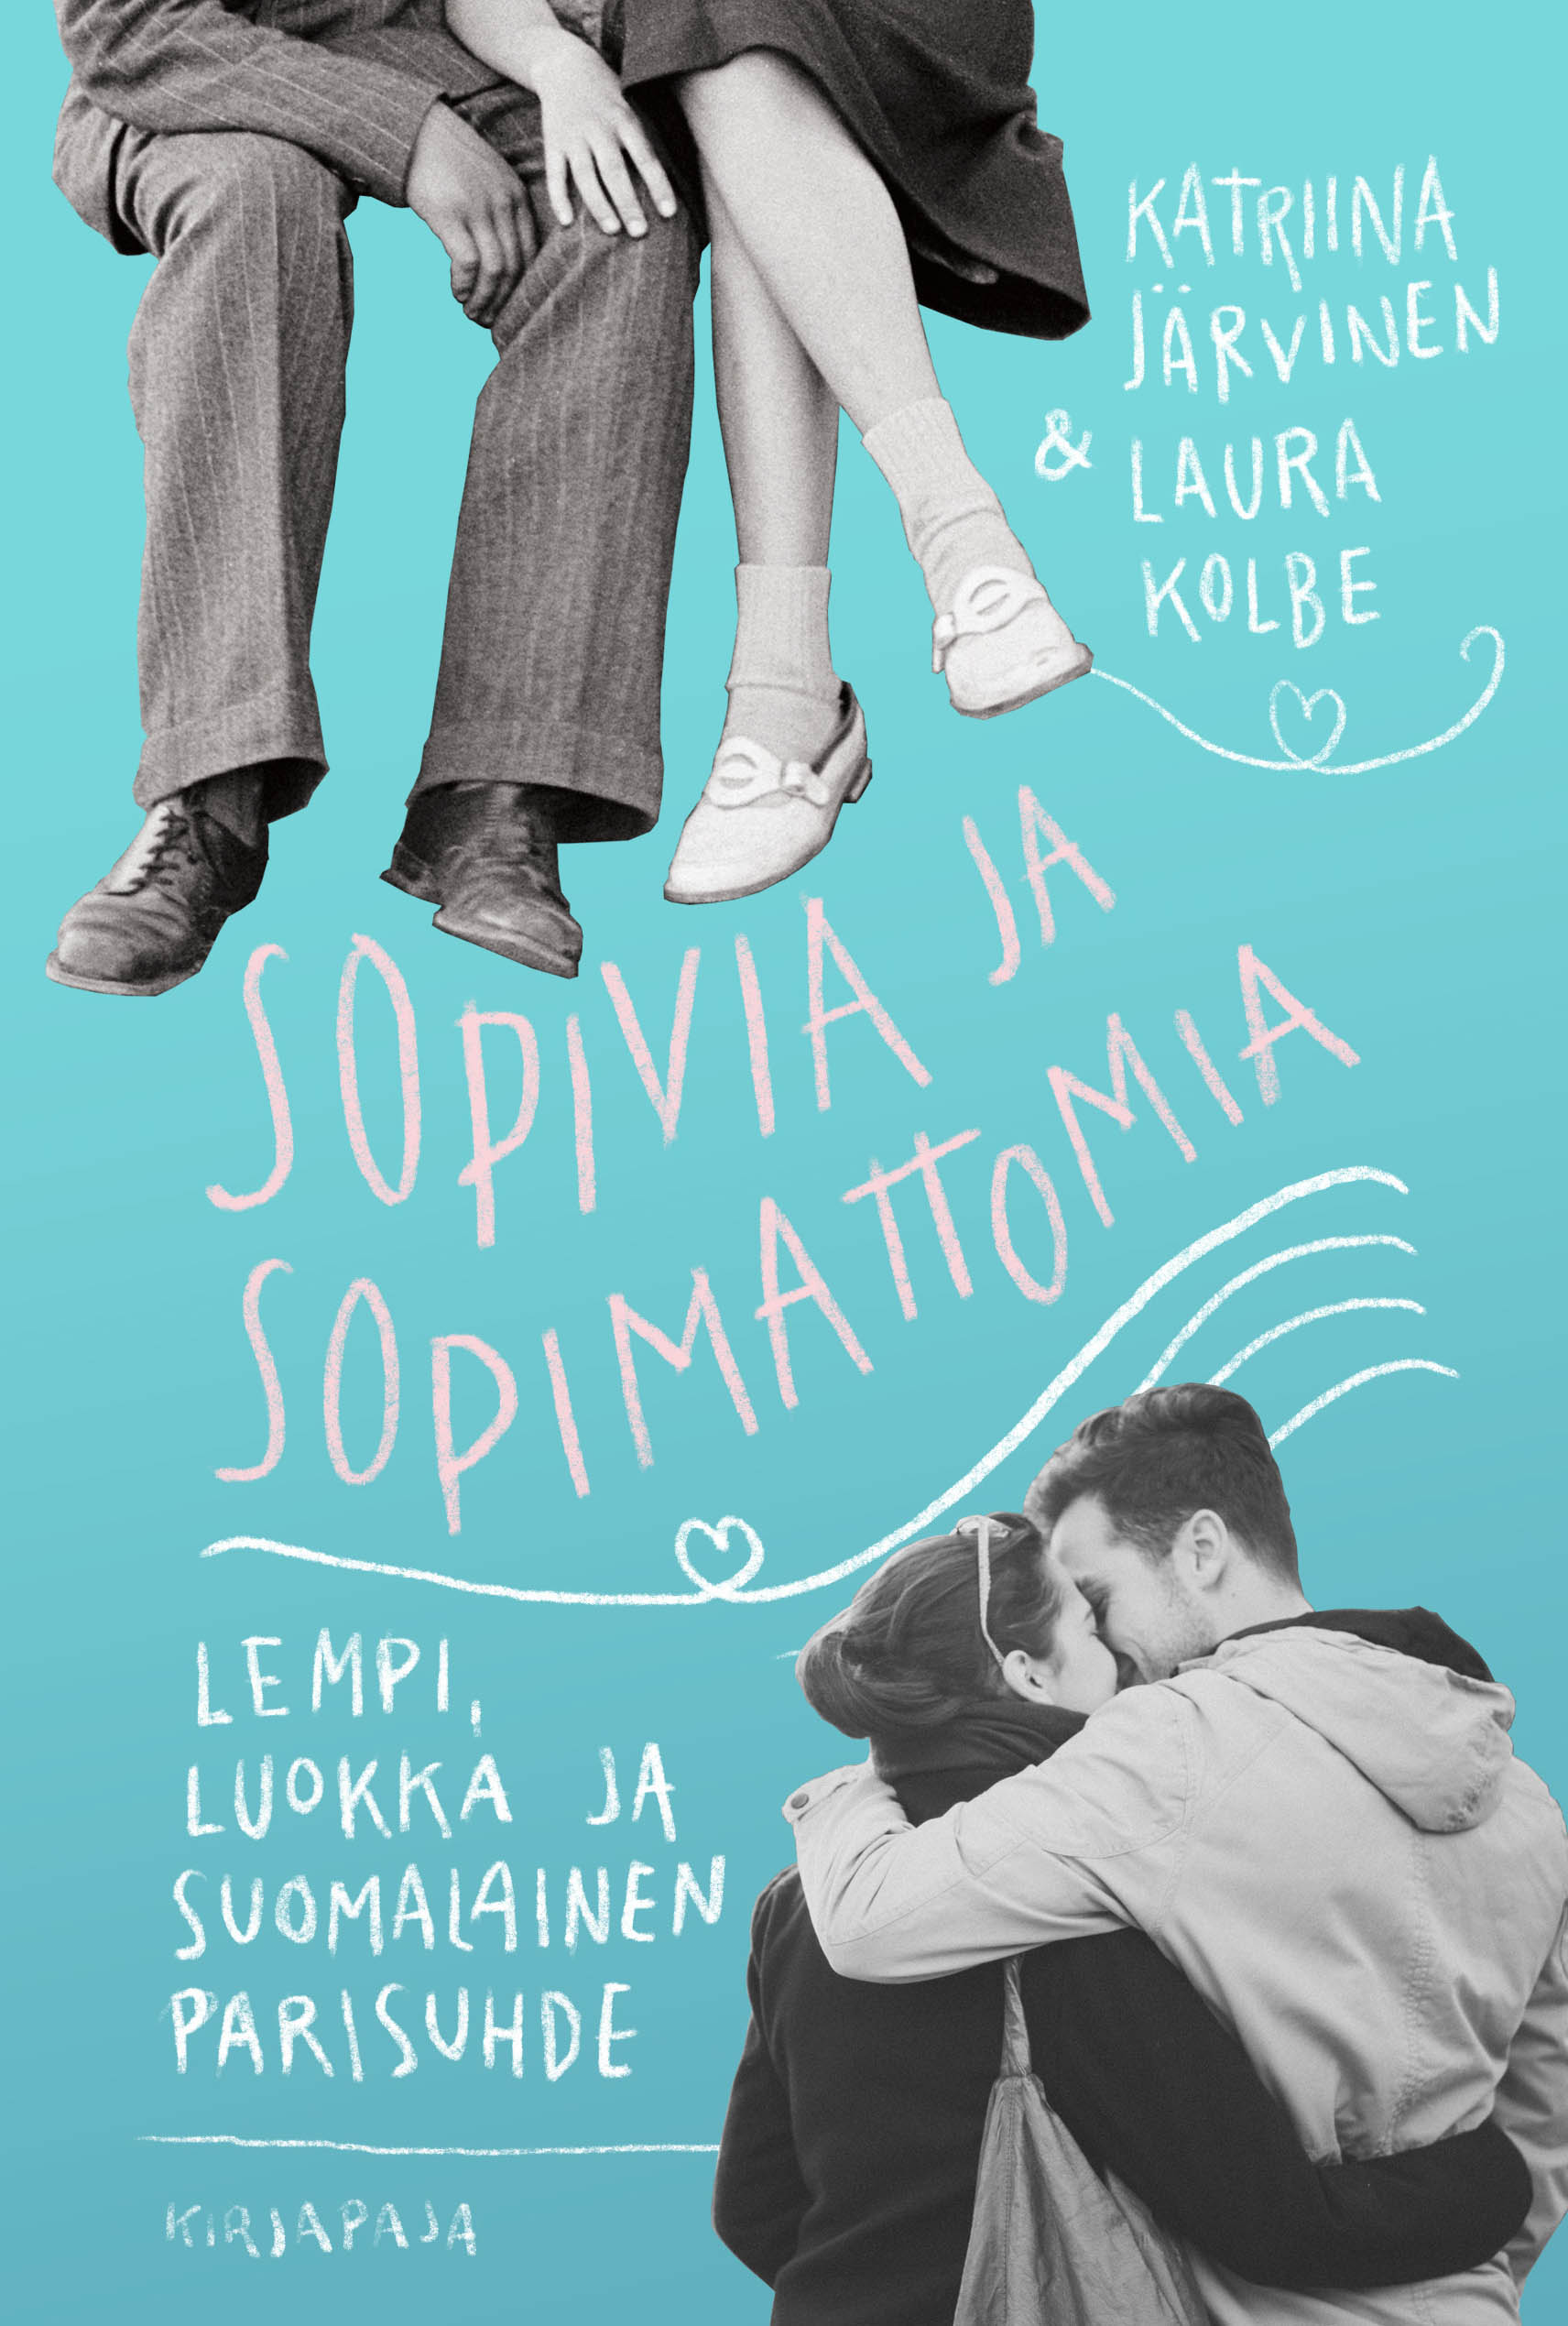 KATRIINA
JÄRVINEN
& LAURA
KOLBE
SOPIVIA JA
SOPIMATTOMIA
LEMPI,
LUOKKA JA
SUOMALAINEN
PARISUHDE
KIRJAPAJA